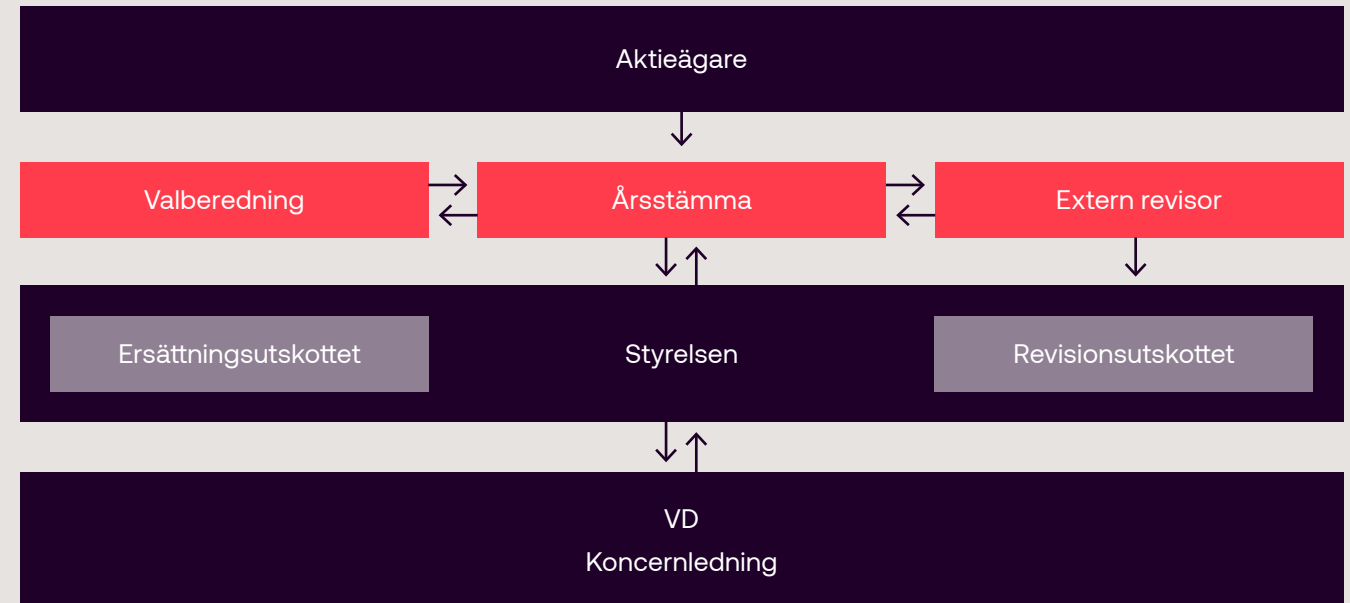 Aktieägare
Valberedning
Årsstämma
Extern revisor
Ersättningsutskottet
Styrelsen
Revisionsutskottet
VD
Koncernledning